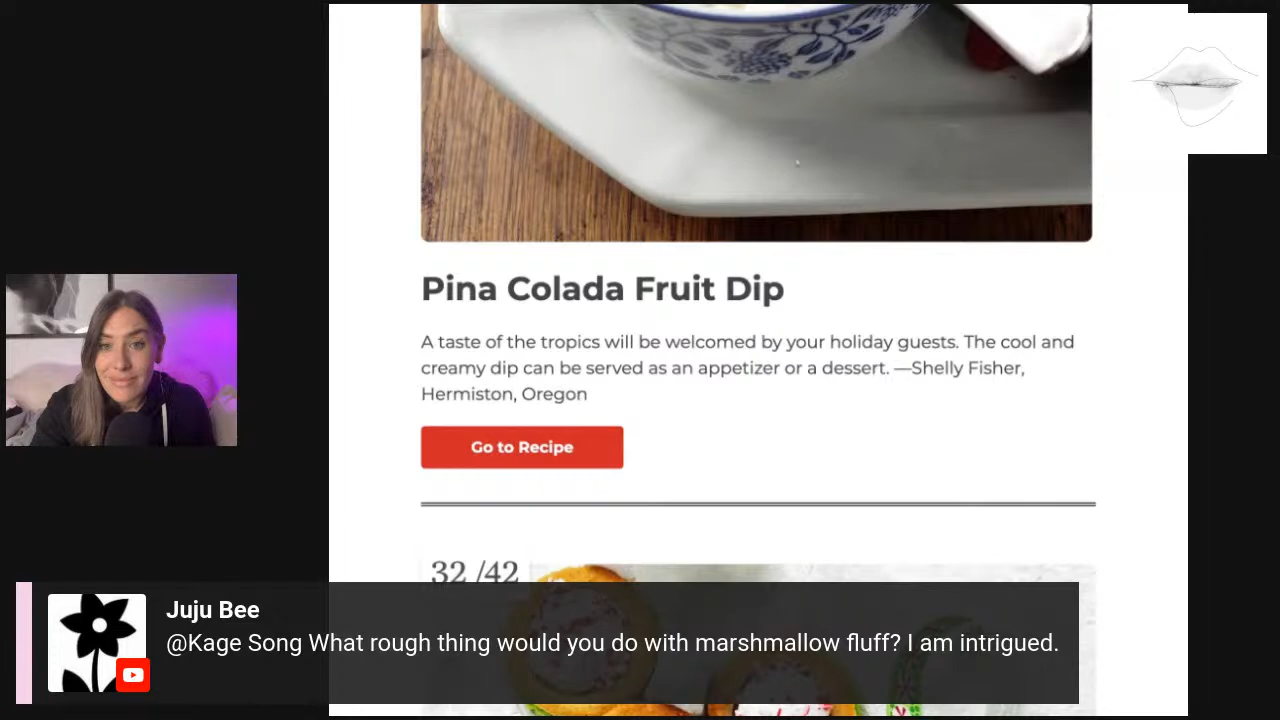 Pina Colada Fruit Dip
A taste of the tropics will be welcomed by your holiday guests. The cool and
creamy dip can be served as an appetizer or a dessert. —Shelly Fisher,
Hermiston, Oregon
Go to Recipe
32 /42
Juju Bee
@Kage Song What rough thing would you do with marshmallow fluff? I am intrigued.